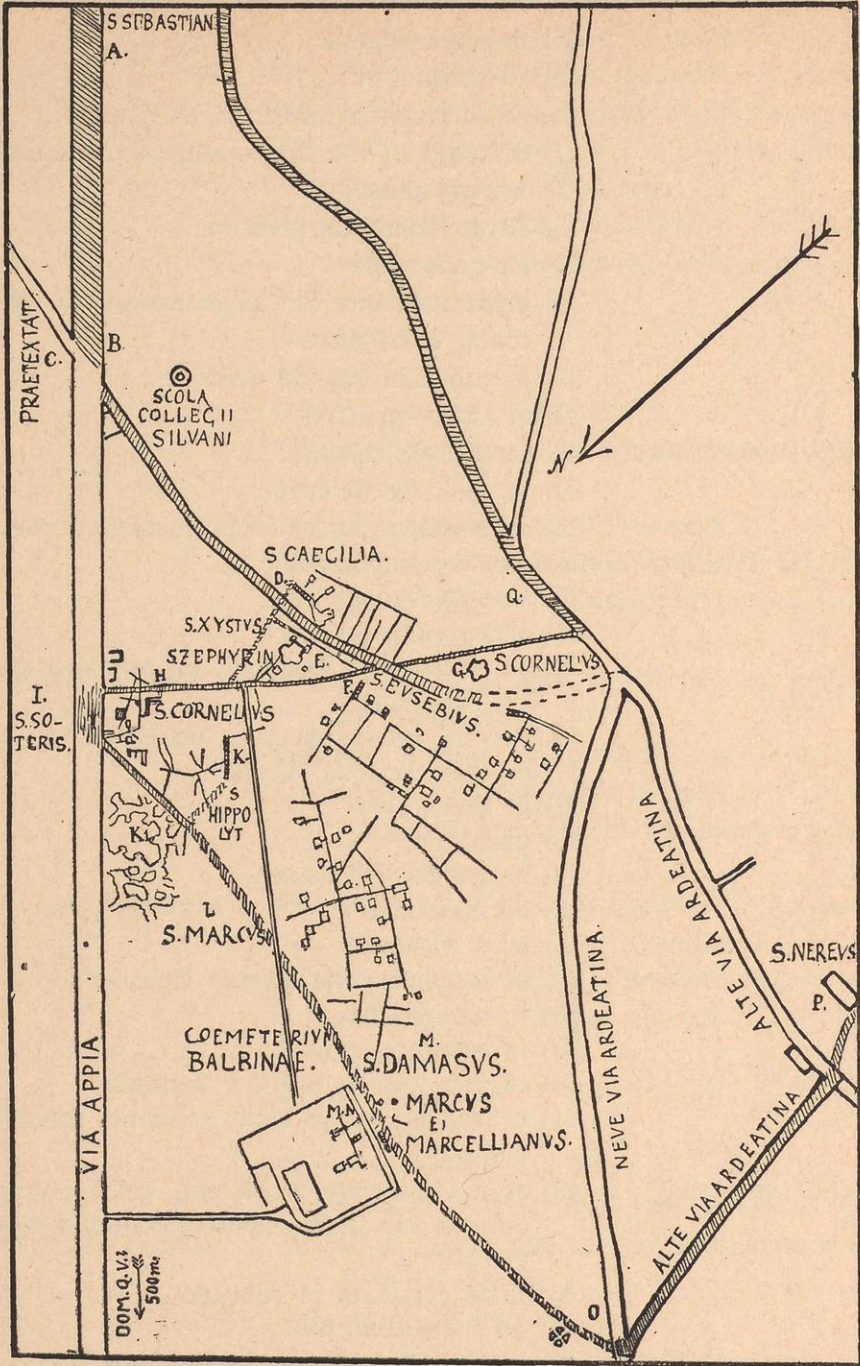 S SEBASTIAN
A.
B
C.
PRAETEXTAT
SCOLA
COLLEGII
SILVANI
N
S CAECILIA.
D.
Q.
S.XYSTVS.
S.ZEPHYRIN
E.
G.
S.CORNELIVS
F.
S.EVSEBIVS.
J
H
I.
S.SO-
TERIS.
S.CORNELIVS
K.
S
HIPPO
LYT
K.
L
S.MARCVS
ALTE VIA ARDEATINA
S.NEREVS
P.
COEMETERIVM
BALBINAE.
M.
S.DAMASVS.
M.N
MARCVS
ET
MARCELLIANVS.
NEVE VIA ARDEATINA.
ALTE VIA ARDEATINA
VIA APPIA
DOM.Q.V.?
500m.
O